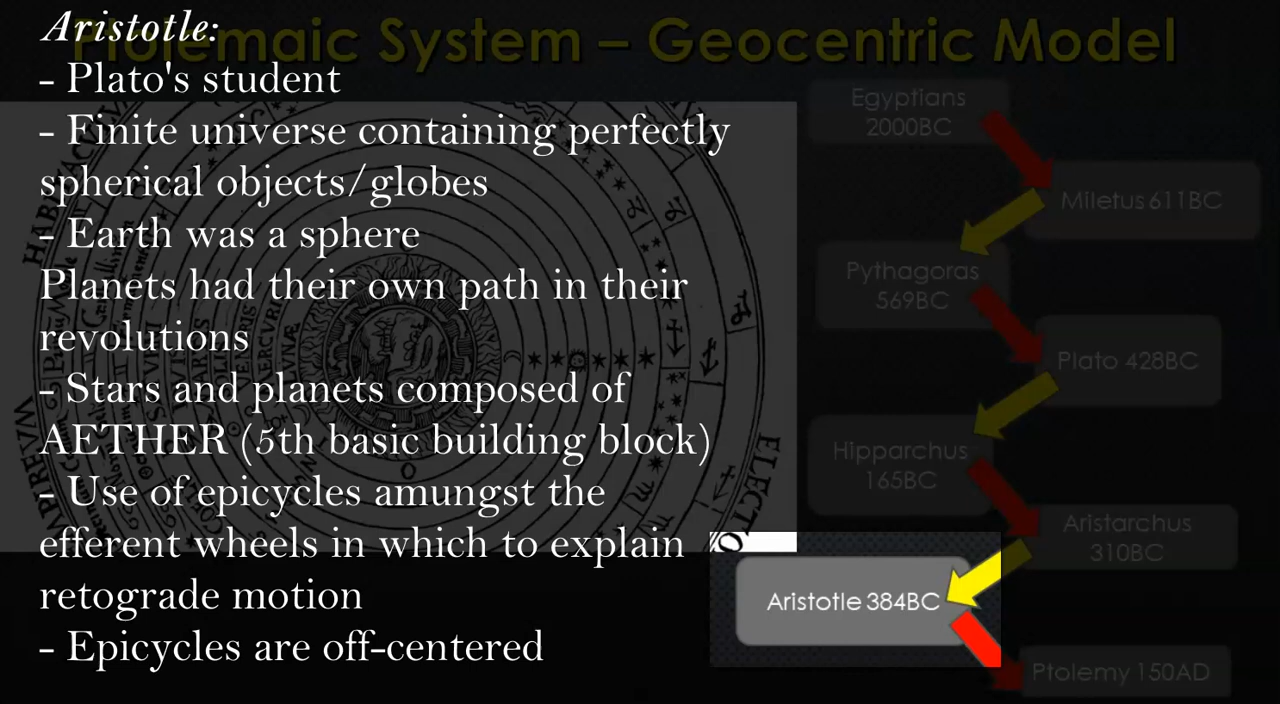 Aristotle:
Ptolemaic System – Geocentric Model
- Plato's student
- Finite universe containing perfectly
spherical objects/globes
- Earth was a sphere
Planets had their own path in their
revolutions
- Stars and planets composed of
AETHER (5th basic building block)
- Use of epicycles amungst the
efferent wheels in which to explain
retograde motion
- Epicycles are off-centered
Egyptians
2000BC
Miletus 611BC
Pythagoras
569BC
Plato 428BC
Hipparchus
165BC
Aristarchus
310BC
Aristotle 384BC
Ptolemy 150AD